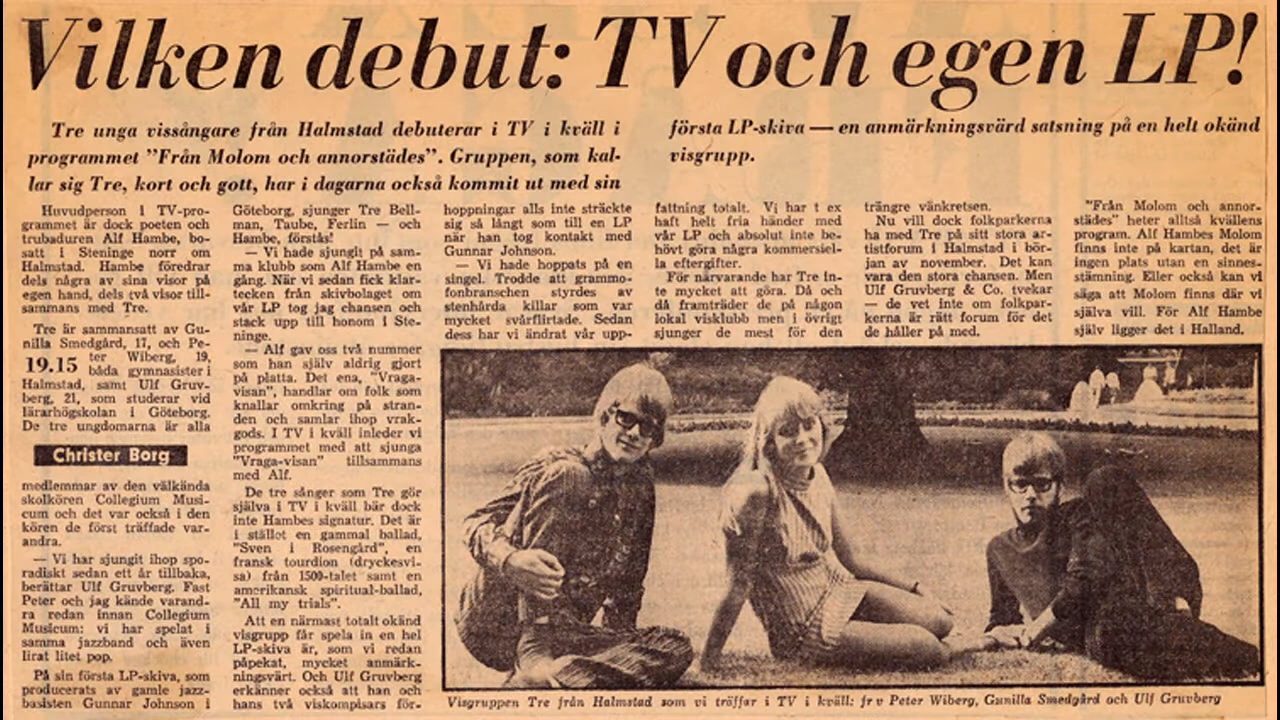 Vilken debut: TV och egen LP!
Tre unga vissångare från Halmstad debuterar i TV i kväll i
programmet ”Från Molom och annorstädes”. Gruppen, som kal-
lar sig Tre, kort och gott, har i dagarna också kommit ut med sin
första LP-skiva — en anmärkningsvärd satsning på en helt okänd
visgrupp.
Huvudperson i TV-pro-
grammet är dock poeten och
trubaduren Alf Hambe, bo-
satt i Steninge norr om
Halmstad. Hambe föredrar
dels några av sina visor på
egen hand, dels två visor till-
sammans med Tre.
Tre är sammansatt av Gu-
nilla Smedgård, 17, och Pe-
19.15 ter Wiberg, 19,
båda gymnasister i
Halmstad, samt Ulf Gruv-
berg, 21, som studerar vid
lärarhögskolan i Göteborg.
De tre ungdomarna är alla
Christer Borg
medlemmar av den välkända
skolkören Collegium Musi-
cum och det var också i den
kören de först träffade var-
andra.
— Vi har sjungit ihop spo-
radiskt sedan ett år tillbaka,
berättar Ulf Gruvberg. Fast
Peter och jag kände varand-
ra redan innan Collegium
Musicum: vi har spelat i
samma jazzband och även
lirat litet pop.
På sin första LP-skiva, som
producerats av gamle jazz-
basisten Gunnar Johnson i
Göteborg, sjunger Tre Bell-
man, Taube, Ferlin — och
Hambe, förstås!
— Vi hade sjungit på sam-
ma klubb som Alf Hambe en
gång. När vi sedan fick klar-
tecken från skivbolaget om
vår LP tog jag chansen och
stack upp till honom i Ste-
ninge.
— Alf gav oss två nummer
som han själv aldrig gjort
på platta. Det ena, ”Vraga-
visan”, handlar om folk som
knallar omkring på stran-
den och samlar ihop vrak-
gods. I TV i kväll inleder vi
programmet med att sjunga
”Vraga-visan” tillsammans
med Alf.
De tre sånger som Tre gör
själva i TV i kväll bär dock
inte Hambes signatur. Det är
i stället en gammal ballad,
”Sven i Rosengård”, en
fransk tourdion (dryckesvi-
sa) från 1500-talet samt en
amerikansk spiritual-ballad,
”All my trials”.
Att en närmast totalt okänd
visgrupp får spela in en hel
LP-skiva är, som vi redan
påpekat, mycket anmärk-
ningsvärt. Och Ulf Gruvberg
erkänner också att han och
hans två viskompisars för-
hoppningar alls inte sträckte
sig så långt som till en LP
när han tog kontakt med
Gunnar Johnson.
— Vi hade hoppats på en
singel. Trodde att grammo-
fonbranschen styrdes av
stenhårda killar som var
mycket svårflirtade. Sedan
dess har vi ändrat vår upp-
fattning totalt. Vi har t ex
haft helt fria händer med
vår LP och absolut inte be-
hövt göra några kommersiel-
la eftergifter.
För närvarande har Tre in-
te mycket att göra. Då och
då framträder de på någon
lokal visklubb men i övrigt
sjunger de mest för den
trängre vänkretsen.
Nu vill dock folkparkerna
ha med Tre på sitt stora ar-
tistforum i Halmstad i bör-
jan av november. Det kan
vara den stora chansen. Men
Ulf Gruvberg & Co. tvekar
— de vet inte om folkpar-
kerna är rätt forum för det
de håller på med.
”Från Molom och annor-
städes” heter alltså kvällens
program. Alf Hambes Molom
finns inte på kartan, det är
ingen plats utan en sinnes-
stämning. Eller också kan vi
säga att Molom finns där vi
själva vill. För Alf Hambe
själv ligger det i Halland.
Visgruppen Tre från Halmstad som vi träffar i TV i kväll: fr v Peter Wiberg, Gunilla Smedgård och Ulf Gruvberg